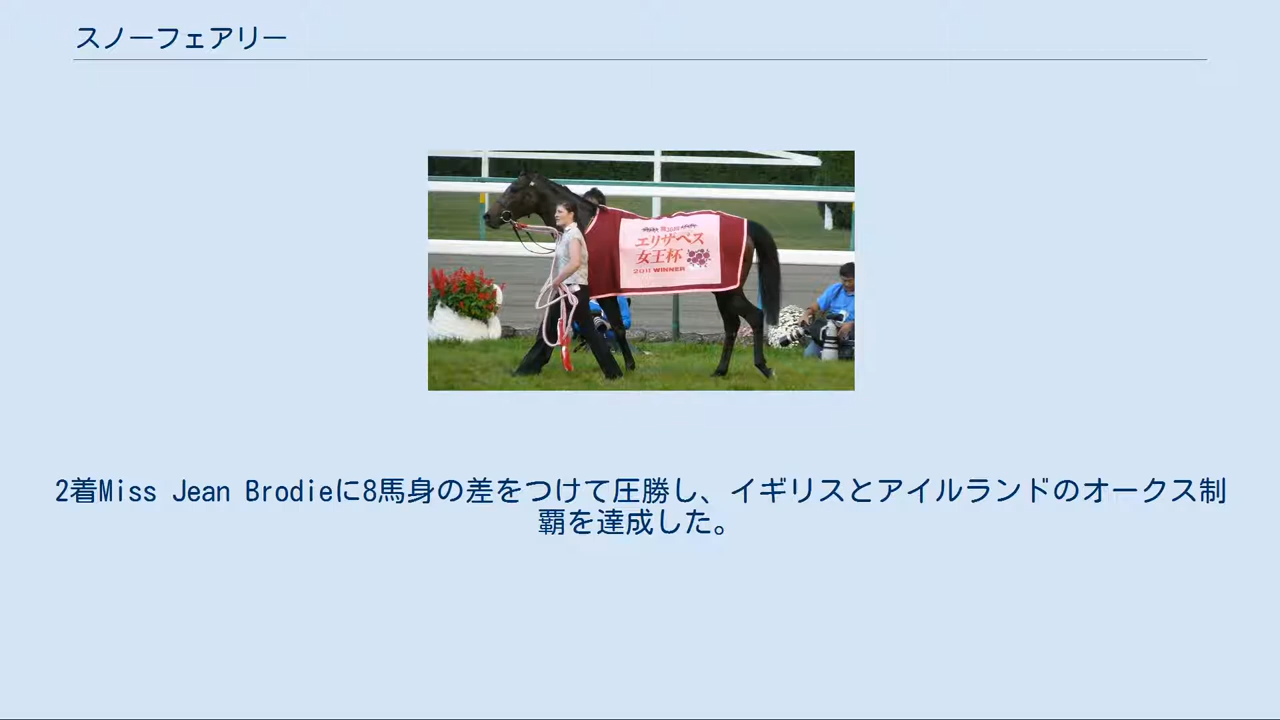 スノーフェアリー
エリザベス
女王杯
2011 WINNER
2着Miss Jean Brodieに8馬身の差をつけて圧勝し、イギリスとアイルランドのオークス制
覇を達成した。